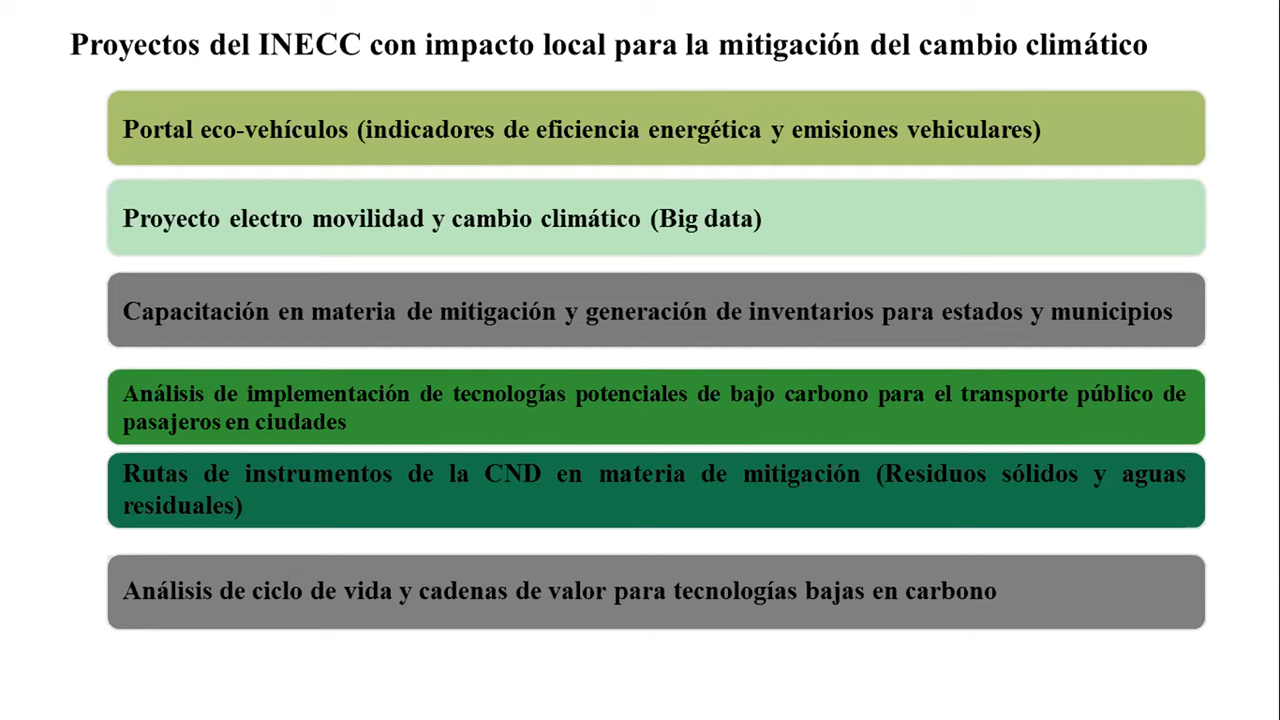 Proyectos del INECC con impacto local para la mitigación del cambio climático
Portal eco-vehículos (indicadores de eficiencia energética y emisiones vehiculares)
Proyecto electro movilidad y cambio climático (Big data)
Capacitación en materia de mitigación y generación de inventarios para estados y municipios
Análisis de implementación de tecnologías potenciales de bajo carbono para el transporte público de
pasajeros en ciudades
Rutas de instrumentos de la CND en materia de mitigación (Residuos sólidos y aguas
residuales)
Análisis de ciclo de vida y cadenas de valor para tecnologías bajas en carbono